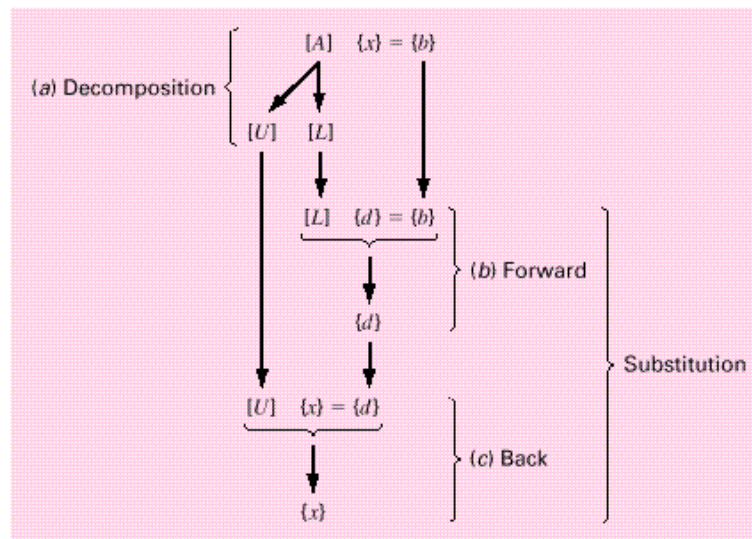 [A] {x} = {b}
(a) Decomposition
[U] [L]
[L] {d} = {b}
(b) Forward
{d}
Substitution
[U] {x} = {d}
(c) Back
{x}